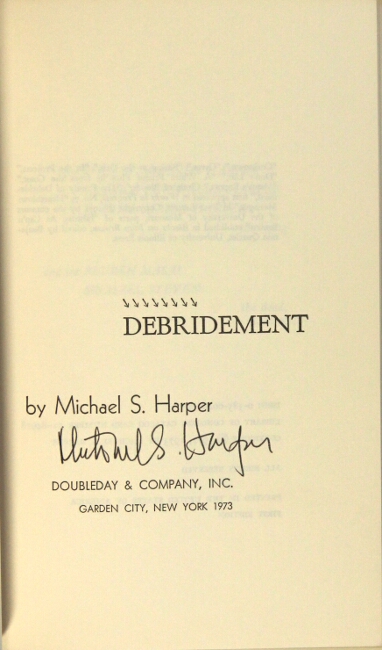 DEBRIDEMENT
by Michael S. Harper
Michael S. Harper
DOUBLEDAY & COMPANY, INC.
GARDEN CITY, NEW YORK 1973